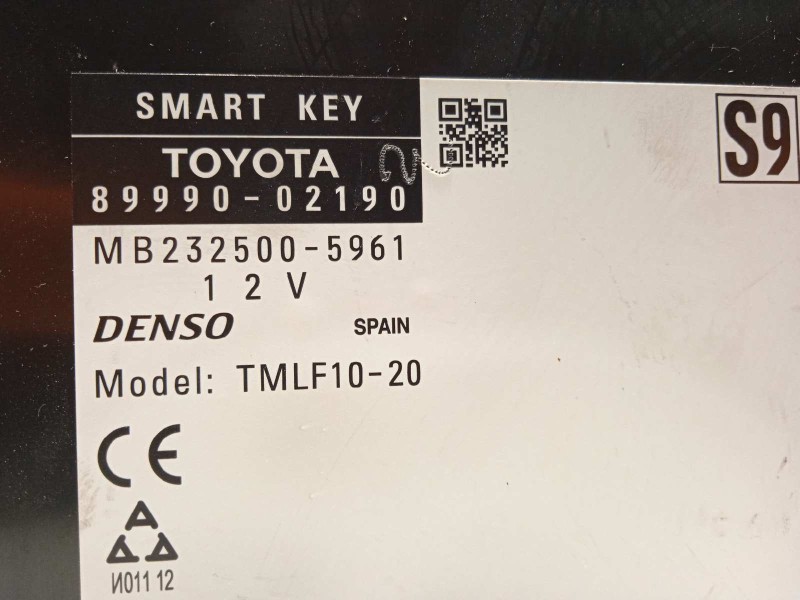 SMART KEY
TOYOTA
89990-02190
S9
MB232500-5961
12V
DENSO SPAIN
Model: TMLF10-20
CE
И011 12